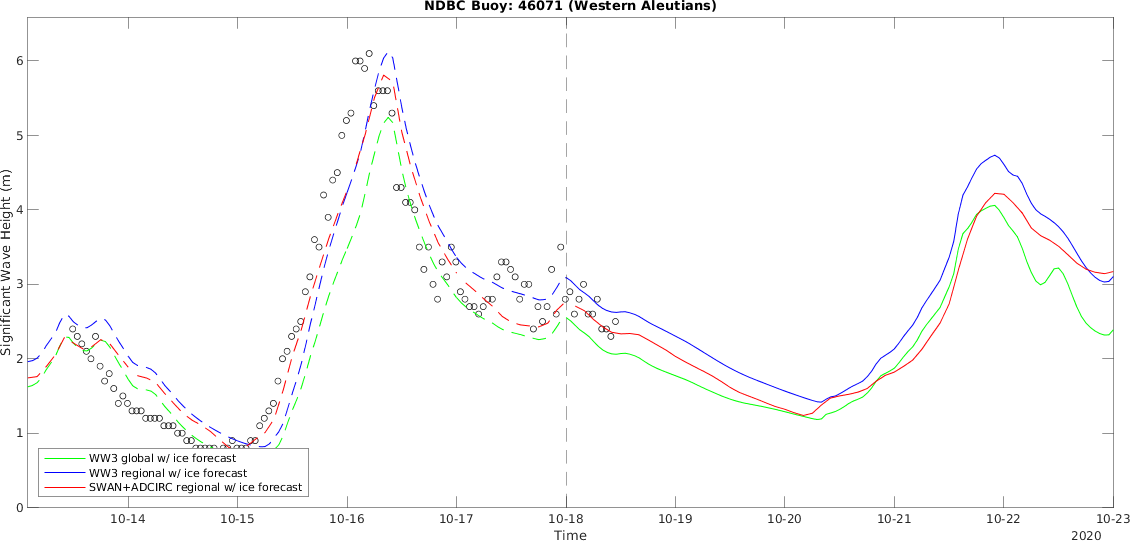 NDBC Buoy: 46071 (Western Aleutians)
Significant Wave Height (m)
6
5
4
3
2
1
0
WW3 global w/ ice forecast
WW3 regional w/ ice forecast
SWAN+ADCIRC regional w/ ice forecast
10-14 10-15 10-16 10-17 10-18 10-19 10-20 10-21 10-22 10-23
Time
2020